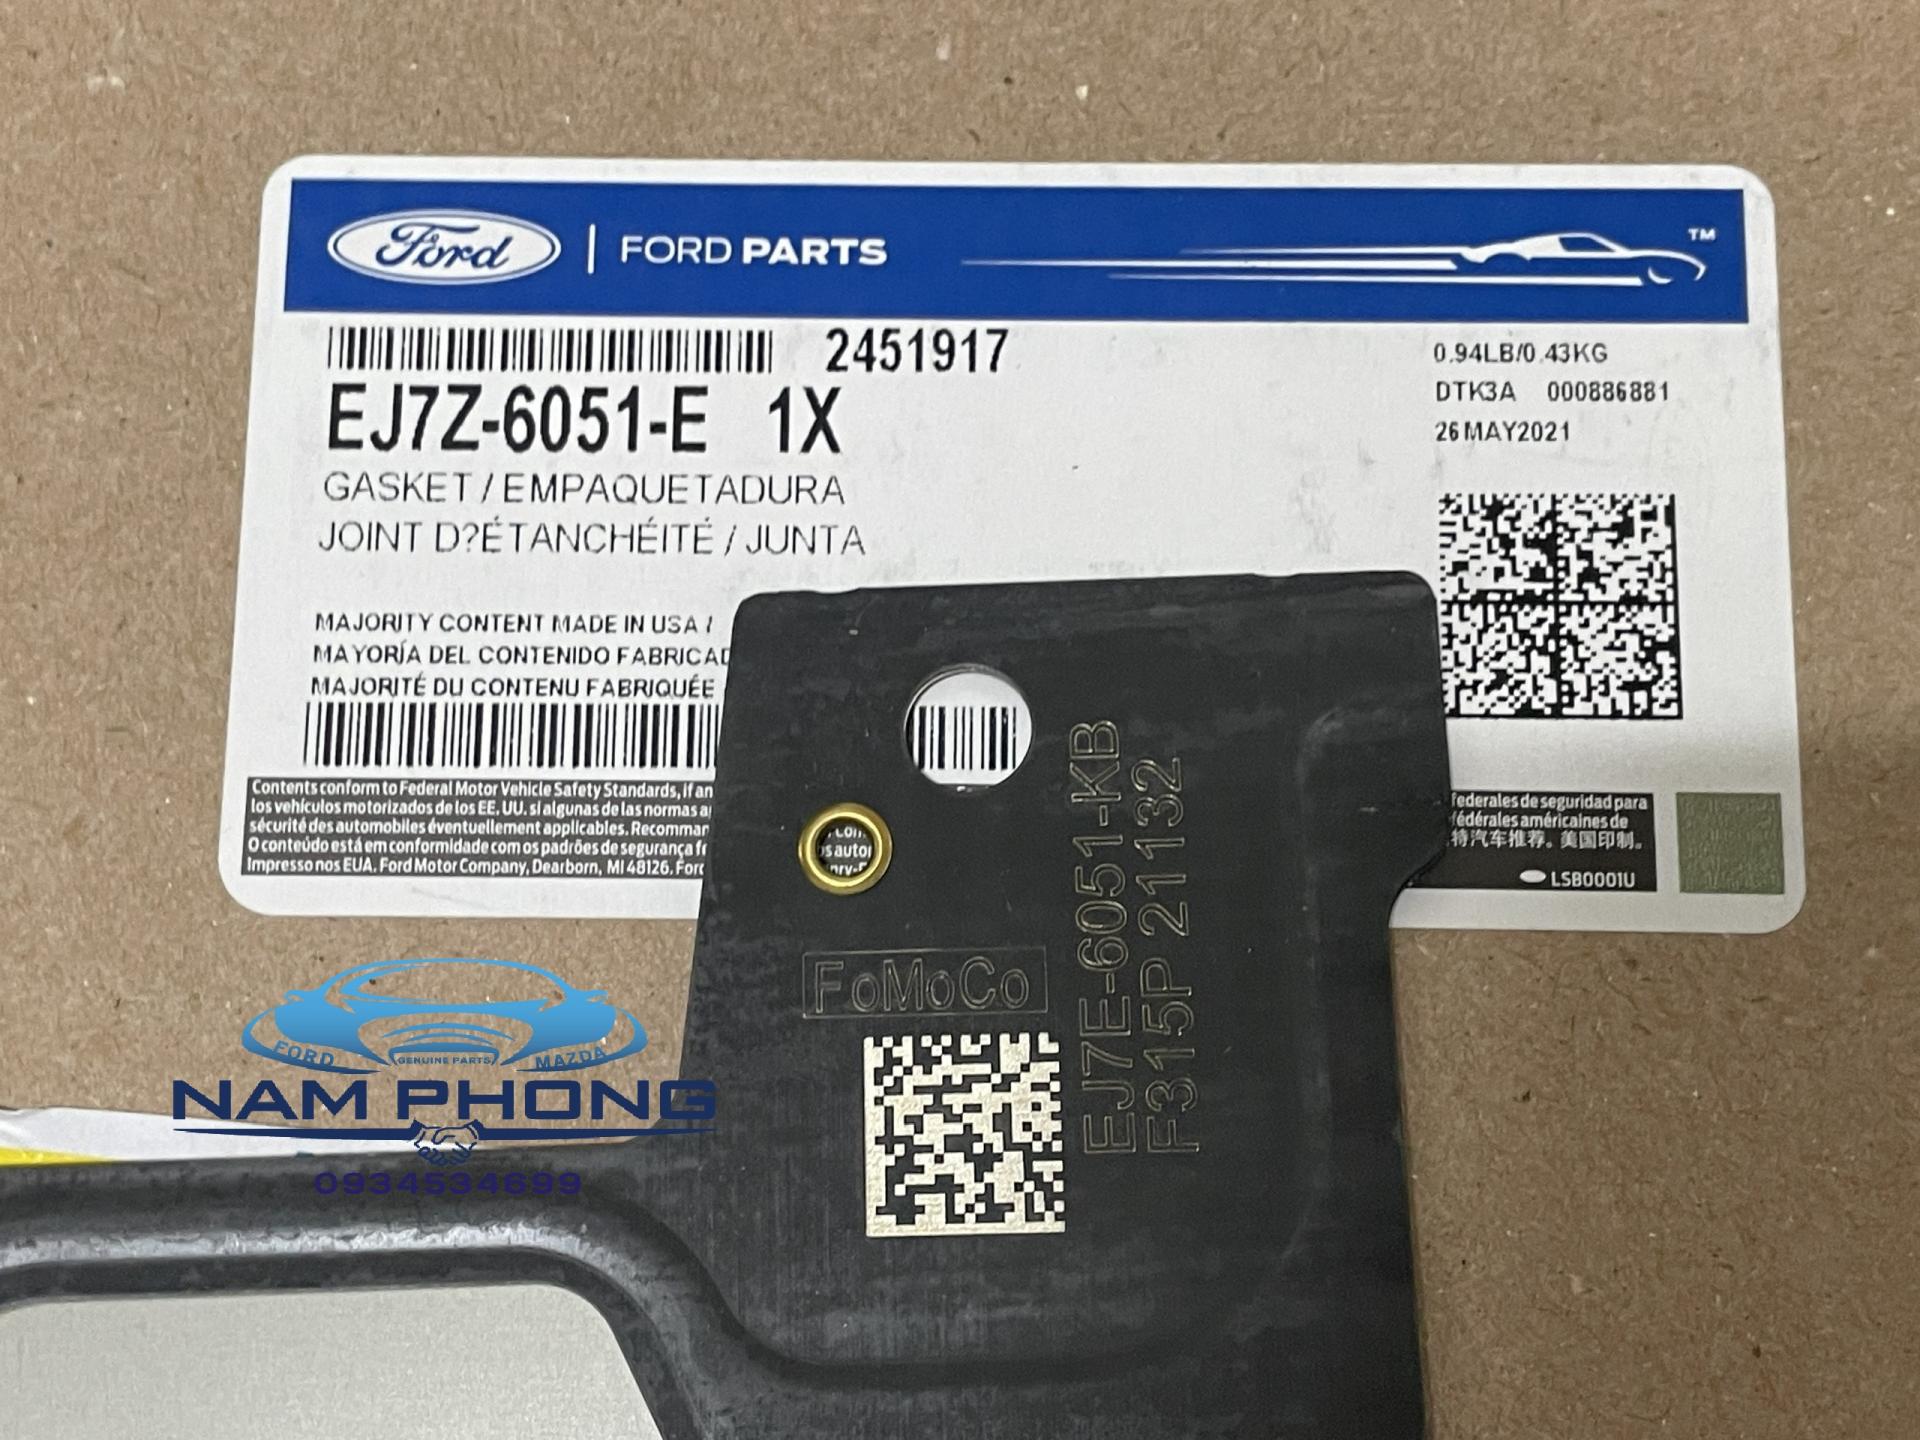 Ford | FORD PARTS TM
2451917
EJ7Z-6051-E 1X
GASKET / EMPAQUETADURA
JOINT D?ÉTANCHÉITÉ / JUNTA
0.94LB/0.43KG
DTK3A 000886881
26MAY2021
MAJORITY CONTENT MADE IN USA /
MAYORÍA DEL CONTENIDO FABRICAD
MAJORITÉ DU CONTENU FABRIQUÉE
Contents conform to Federal Motor Vehicle Safety Standards, if an
los vehículos motorizados de los EE. UU. si algunas de las normas a
sécurité des automobiles éventuellement applicables. Recomman
O conteúdo está em conformidade com os padrões de segurança fe
Impresso nos EUA. Ford Motor Company, Dearborn, MI 48126. Ford
federales de seguridad para
fédérales américaines de
特汽车推荐。美国印制。
LSB0001U
FoMoCo
EJ7E-6051-KB
F315P 21132
FORD GENUINE PARTS MAZDA
NAM PHONG
0934534699